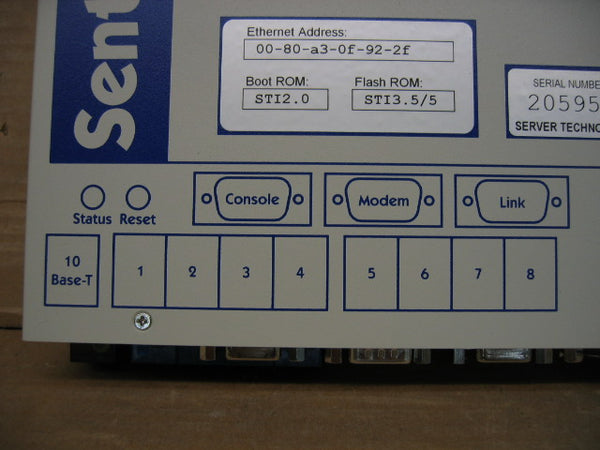 Sent
Ethernet Address:
00-80-a3-0f-92-2f
Boot ROM: Flash ROM:
STI2.0 STI3.5/5
SERIAL NUMBE
20595
SERVER TECHNO
Status Reset
Console Modem Link
10
Base-T
1 2 3 4 5 6 7 8